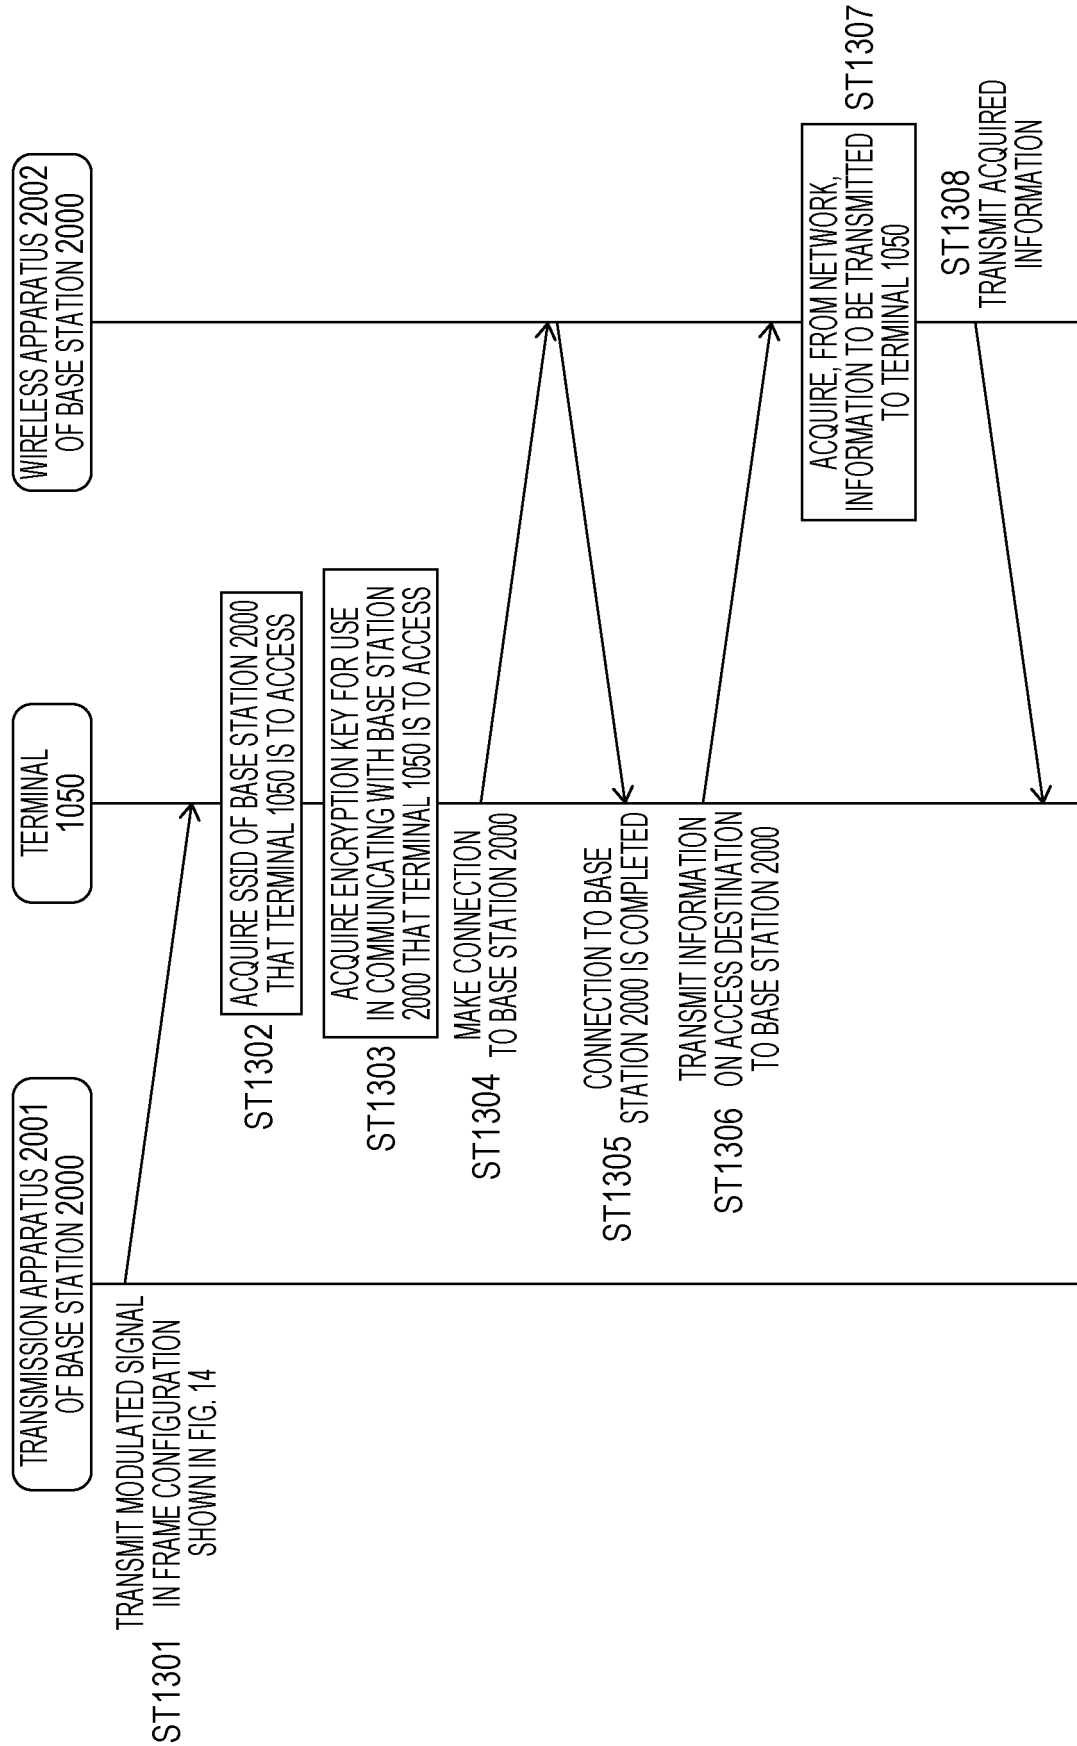 TRANSMISSION APPARATUS 2001
OF BASE STATION 2000
TERMINAL
1050
WIRELESS APPARATUS 2002
OF BASE STATION 2000
TRANSMIT MODULATED SIGNAL
ST1301 IN FRAME CONFIGURATION
SHOWN IN FIG. 14
ST1302
ACQUIRE SSID OF BASE STATION 2000
THAT TERMINAL 1050 IS TO ACCESS
ST1303
ACQUIRE ENCRYPTION KEY FOR USE
IN COMMUNICATING WITH BASE STATION
2000 THAT TERMINAL 1050 IS TO ACCESS
MAKE CONNECTION
ST1304 TO BASE STATION 2000
CONNECTION TO BASE
ST1305 STATION 2000 IS COMPLETED
TRANSMIT INFORMATION
ST1306 ON ACCESS DESTINATION
TO BASE STATION 2000
ACQUIRE, FROM NETWORK,
INFORMATION TO BE TRANSMITTED
TO TERMINAL 1050
ST1307
ST1308
TRANSMIT ACQUIRED
INFORMATION